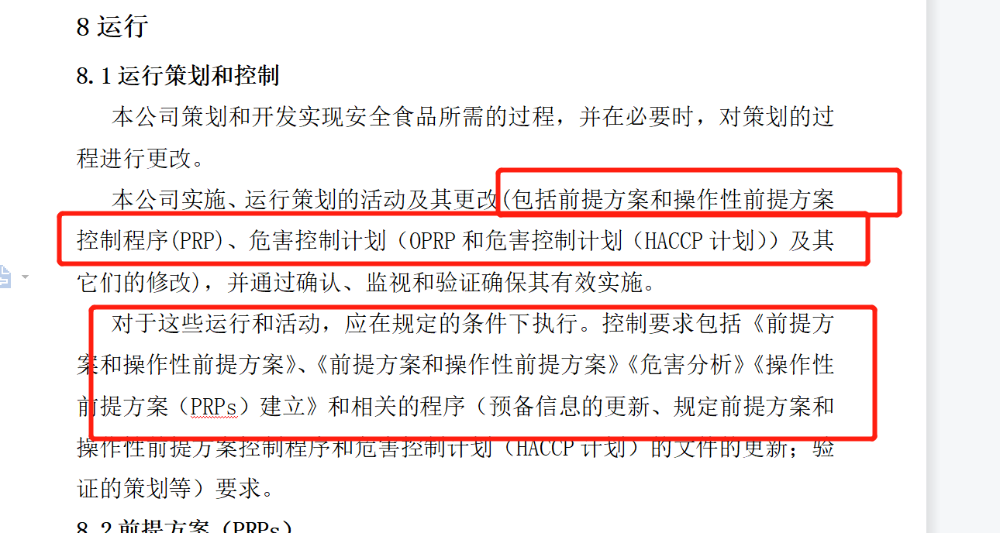 8 运行
8.1 运行策划和控制
本公司策划和开发实现安全食品所需的过程，并在必要时，对策划的过
程进行更改。
本公司实施、运行策划的活动及其更改(包括前提方案和操作性前提方案
控制程序(PRP)、危害控制计划（OPRP 和危害控制计划（HACCP 计划））及其
它们的修改)，并通过确认、监视和验证确保其有效实施。
对于这些运行和活动，应在规定的条件下执行。控制要求包括《前提方
案和操作性前提方案》、《前提方案和操作性前提方案》《危害分析》《操作性
前提方案（PRPs）建立》和相关的程序（预备信息的更新、规定前提方案和
操作性前提方案控制程序和危害控制计划（HACCP 计划）的文件的更新；验
证的策划等）要求。
8.2 前提方案（PRPs）